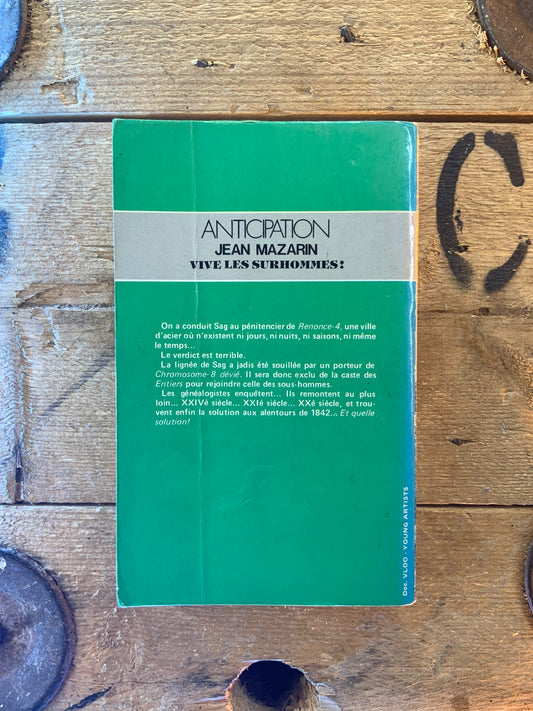 ANTICIPATION
JEAN MAZARIN
VIVE LES SURHOMMES!
On a conduit Sag au pénitencier de Renonce-4, une ville
d'acier où n'existent ni jours, ni nuits, ni saisons, ni même
le temps...
Le verdict est terrible.
La lignée de Sag a jadis été souillée par un porteur de
Chromosome-8 dévié. Il sera donc exclu de la caste des
Entiers pour rejoindre celle des sous-hommes.
Les généalogistes enquêtent... Ils remontent au plus
loin... XXIVé siècle... XXIé siècle... XXé siècle, et trou-
vent enfin la solution aux alentours de 1842... Et quelle
solution!
Doc. VLOO - YOUNG ARTISTS